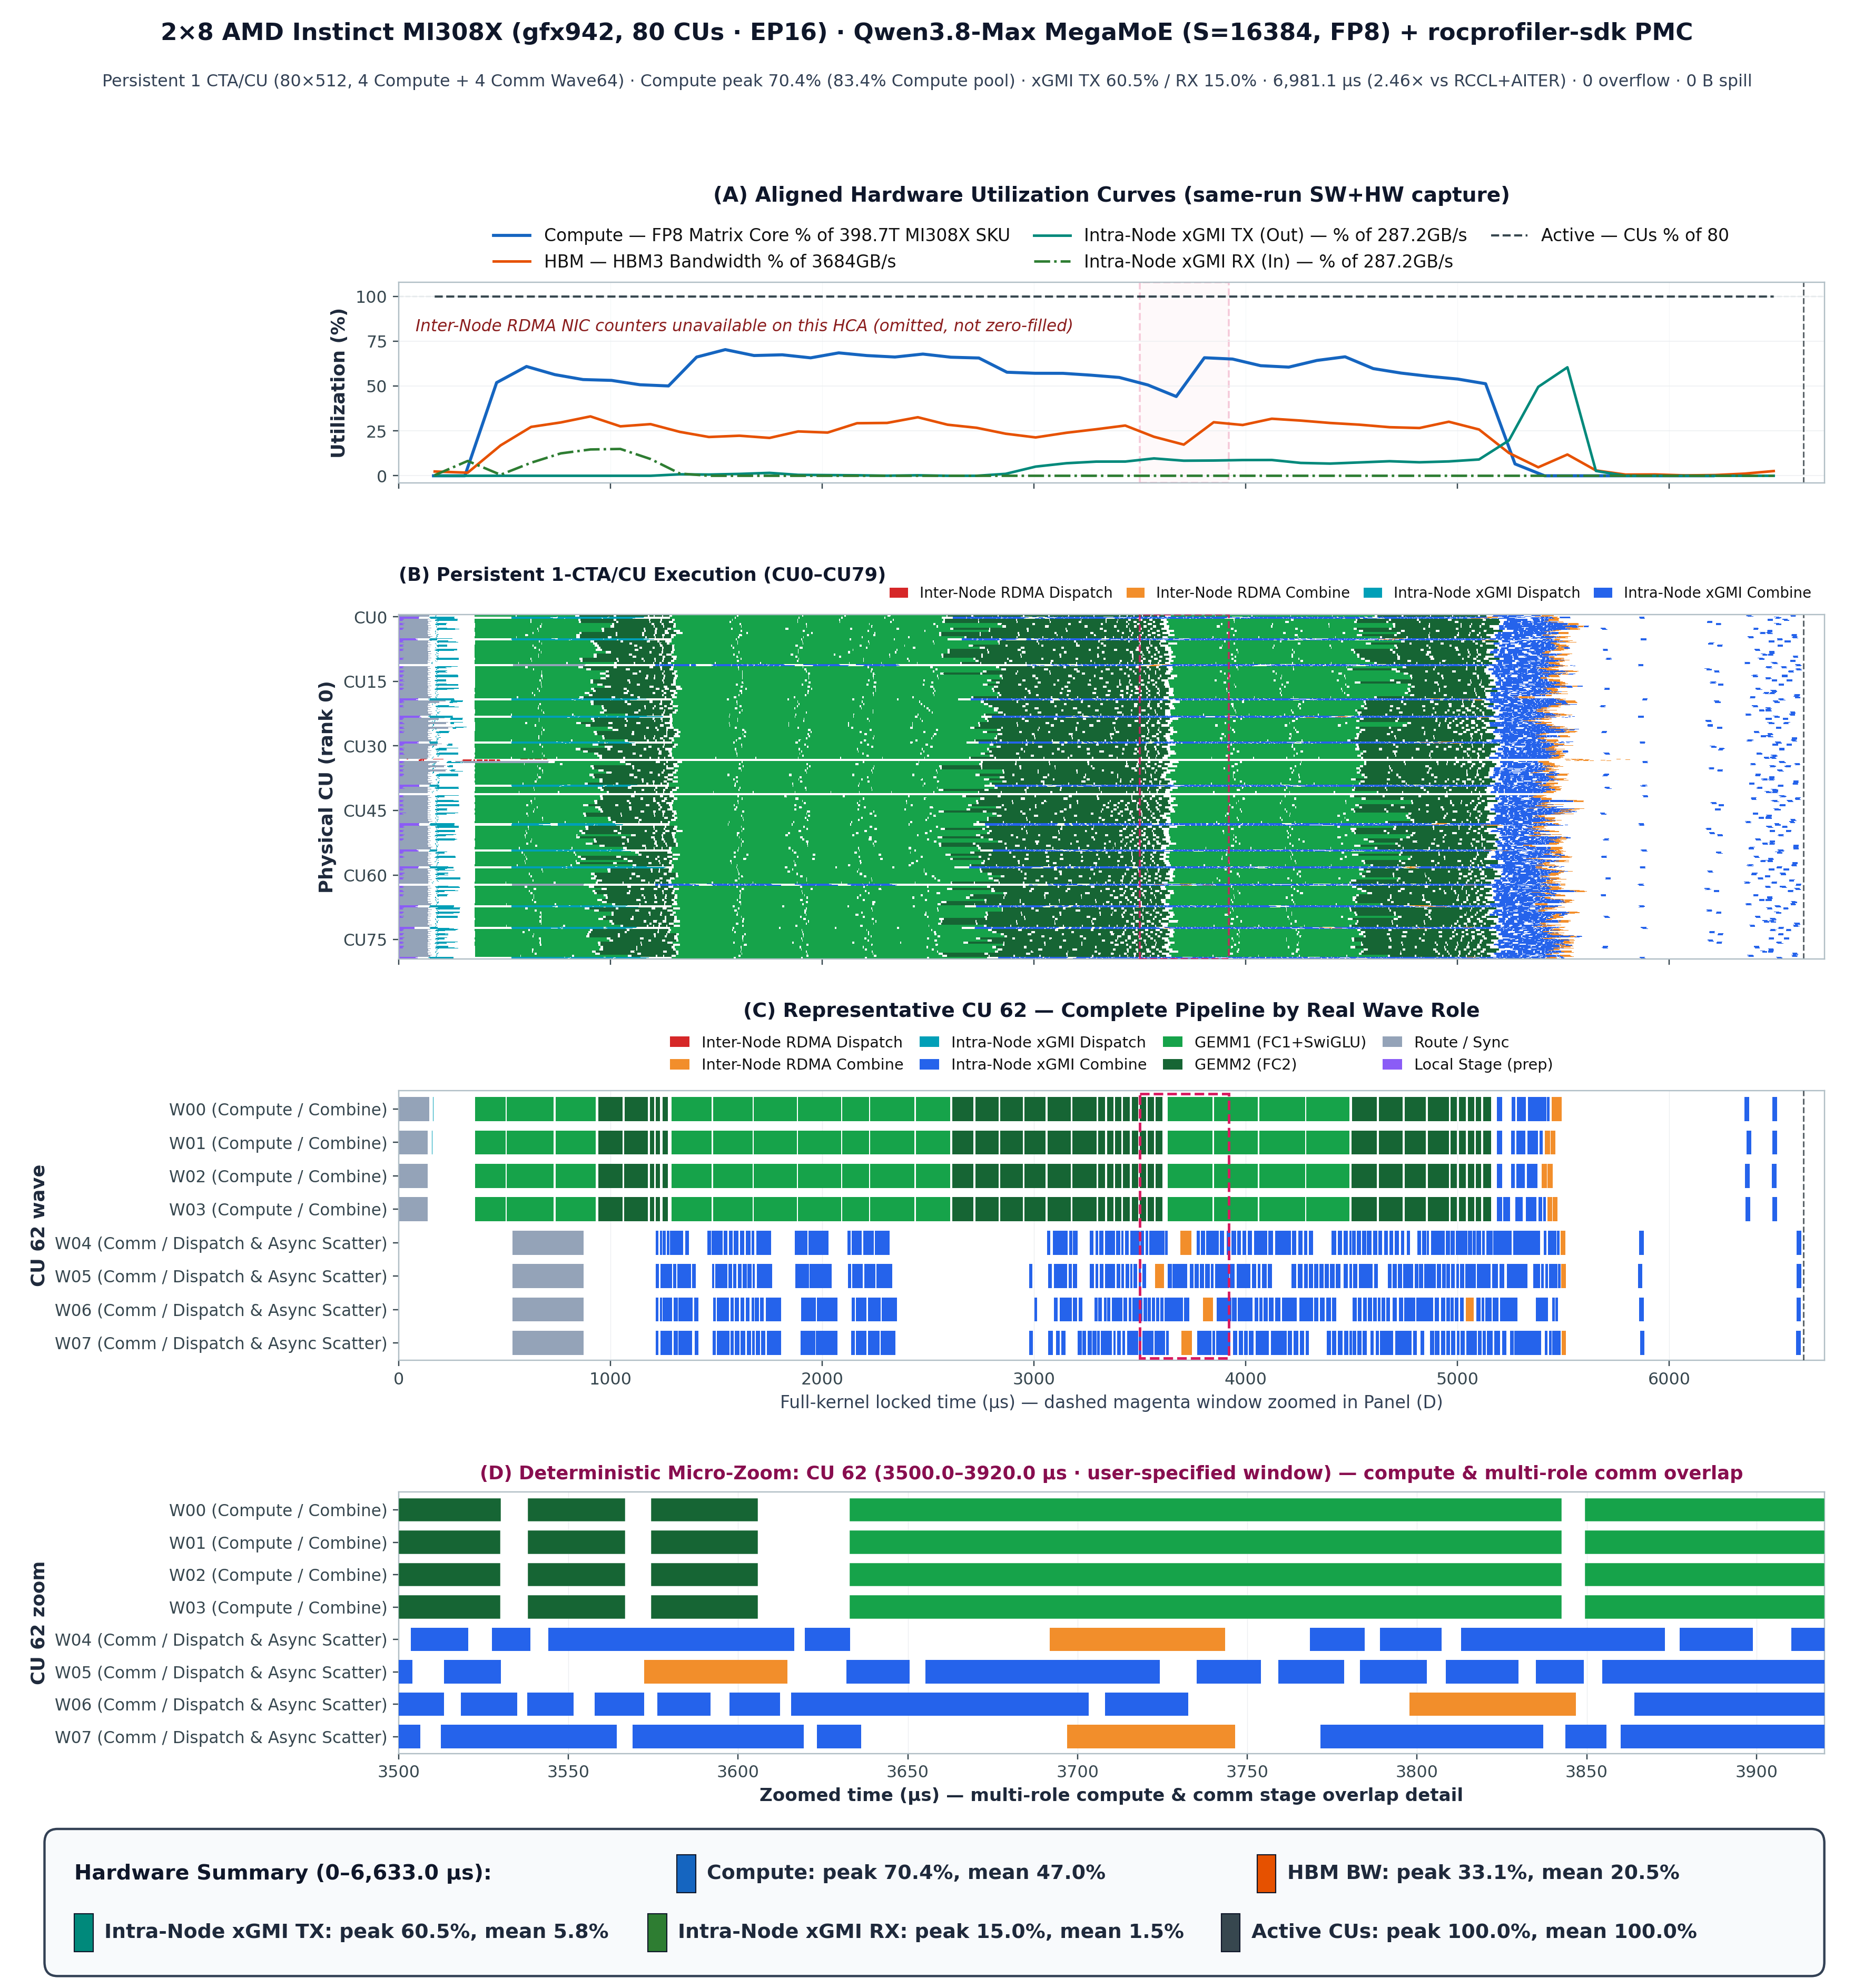 2×8 AMD Instinct MI308X (gfx942, 80 CUs · EP16) · Qwen3.8-Max MegaMoE (S=16384, FP8) + rocprofiler-sdk PMC
Persistent 1 CTA/CU (80×512, 4 Compute + 4 Comm Wave64) · Compute peak 70.4% (83.4% Compute pool) · xGMI TX 60.5% / RX 15.0% · 6,981.1 µs (2.46× vs RCCL+AITER) · 0 overflow · 0 B spill
(A) Aligned Hardware Utilization Curves (same-run SW+HW capture)
Compute — FP8 Matrix Core % of 398.7T MI308X SKU
Intra-Node xGMI TX (Out) — % of 287.2GB/s
Active — CUs % of 80
HBM — HBM3 Bandwidth % of 3684GB/s
Intra-Node xGMI RX (In) — % of 287.2GB/s
Utilization (%)
100
75
50
25
0
Inter-Node RDMA NIC counters unavailable on this HCA (omitted, not zero-filled)
(B) Persistent 1-CTA/CU Execution (CU0–CU79)
Inter-Node RDMA Dispatch
Inter-Node RDMA Combine
Intra-Node xGMI Dispatch
Intra-Node xGMI Combine
Physical CU (rank 0)
CU0
CU15
CU30
CU45
CU60
CU75
(C) Representative CU 62 — Complete Pipeline by Real Wave Role
Inter-Node RDMA Dispatch
Intra-Node xGMI Dispatch
GEMM1 (FC1+SwiGLU)
Route / Sync
Inter-Node RDMA Combine
Intra-Node xGMI Combine
GEMM2 (FC2)
Local Stage (prep)
CU 62 wave
W00 (Compute / Combine)
W01 (Compute / Combine)
W02 (Compute / Combine)
W03 (Compute / Combine)
W04 (Comm / Dispatch & Async Scatter)
W05 (Comm / Dispatch & Async Scatter)
W06 (Comm / Dispatch & Async Scatter)
W07 (Comm / Dispatch & Async Scatter)
0 1000 2000 3000 4000 5000 6000
Full-kernel locked time (µs) — dashed magenta window zoomed in Panel (D)
(D) Deterministic Micro-Zoom: CU 62 (3500.0–3920.0 µs · user-specified window) — compute & multi-role comm overlap
CU 62 zoom
W00 (Compute / Combine)
W01 (Compute / Combine)
W02 (Compute / Combine)
W03 (Compute / Combine)
W04 (Comm / Dispatch & Async Scatter)
W05 (Comm / Dispatch & Async Scatter)
W06 (Comm / Dispatch & Async Scatter)
W07 (Comm / Dispatch & Async Scatter)
3500 3550 3600 3650 3700 3750 3800 3850 3900
Zoomed time (µs) — multi-role compute & comm stage overlap detail
Hardware Summary (0–6,633.0 µs):
Compute: peak 70.4%, mean 47.0%
HBM BW: peak 33.1%, mean 20.5%
Intra-Node xGMI TX: peak 60.5%, mean 5.8%
Intra-Node xGMI RX: peak 15.0%, mean 1.5%
Active CUs: peak 100.0%, mean 100.0%